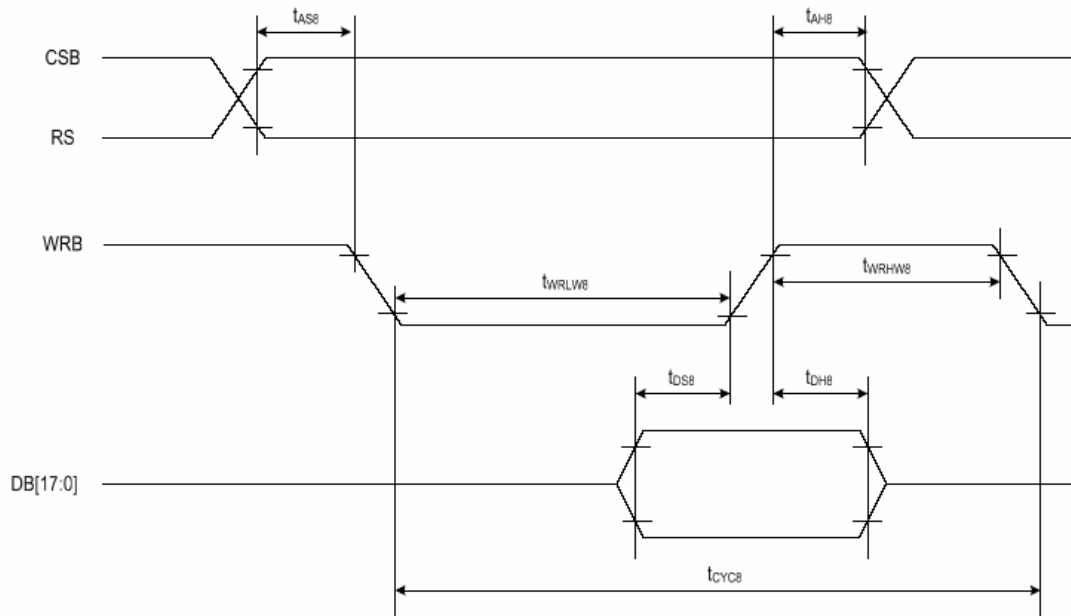 tAS8
tAH8
CSB
RS
WRB
tWRLW8
tWRHW8
tDS8
tDH8
DB[17:0]
tCYC8